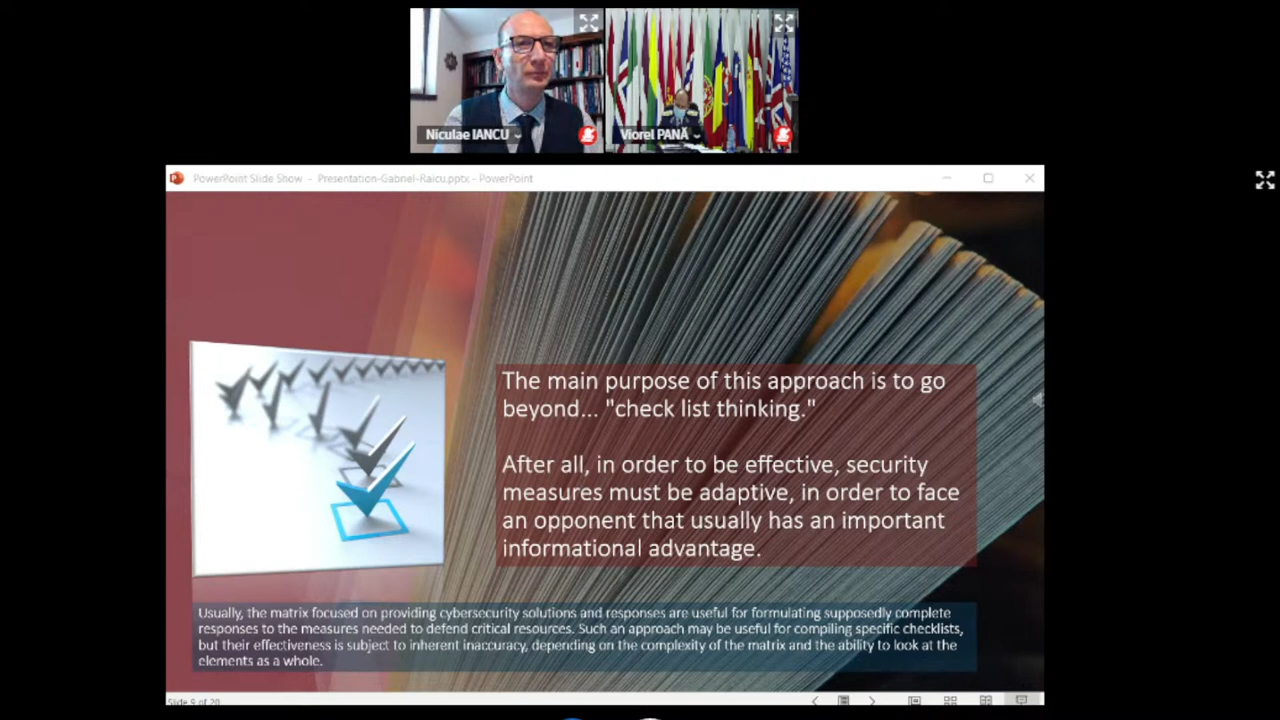 Niculae IANCU
Viorel PANĂ
PowerPoint Slide Show - Presentation-Gabriel-Raicu.pptx - PowerPoint
The main purpose of this approach is to go
beyond... "check list thinking."
After all, in order to be effective, security
measures must be adaptive, in order to face
an opponent that usually has an important
informational advantage.
Usually, the matrix focused on providing cybersecurity solutions and responses are useful for formulating supposedly complete
responses to the measures needed to defend critical resources. Such an approach may be useful for compiling specific checklists,
but their effectiveness is subject to inherent inaccuracy, depending on the complexity of the matrix and the ability to look at the
elements as a whole.
Slide 9 of 20